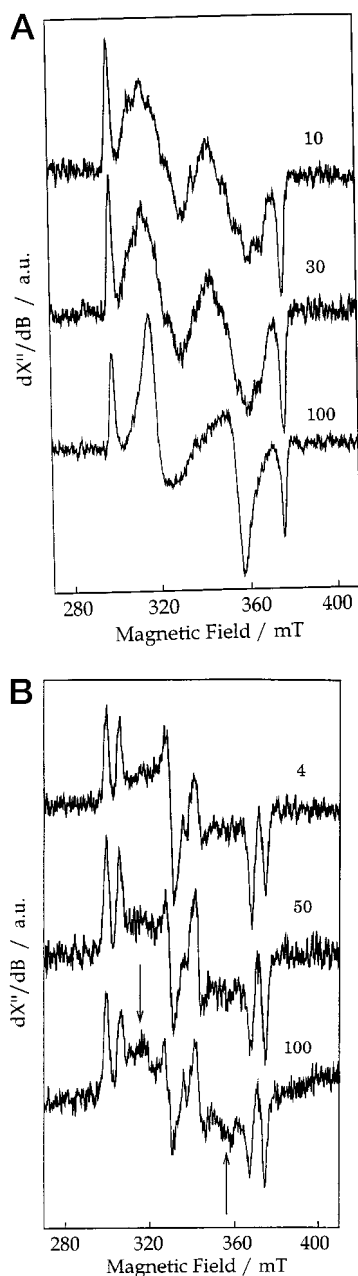 A
10
30
100
dX"/dB / a.u.
280 320 360 400
Magnetic Field / mT
B
4
50
100
dX"/dB / a.u.
280 320 360 400
Magnetic Field / mT